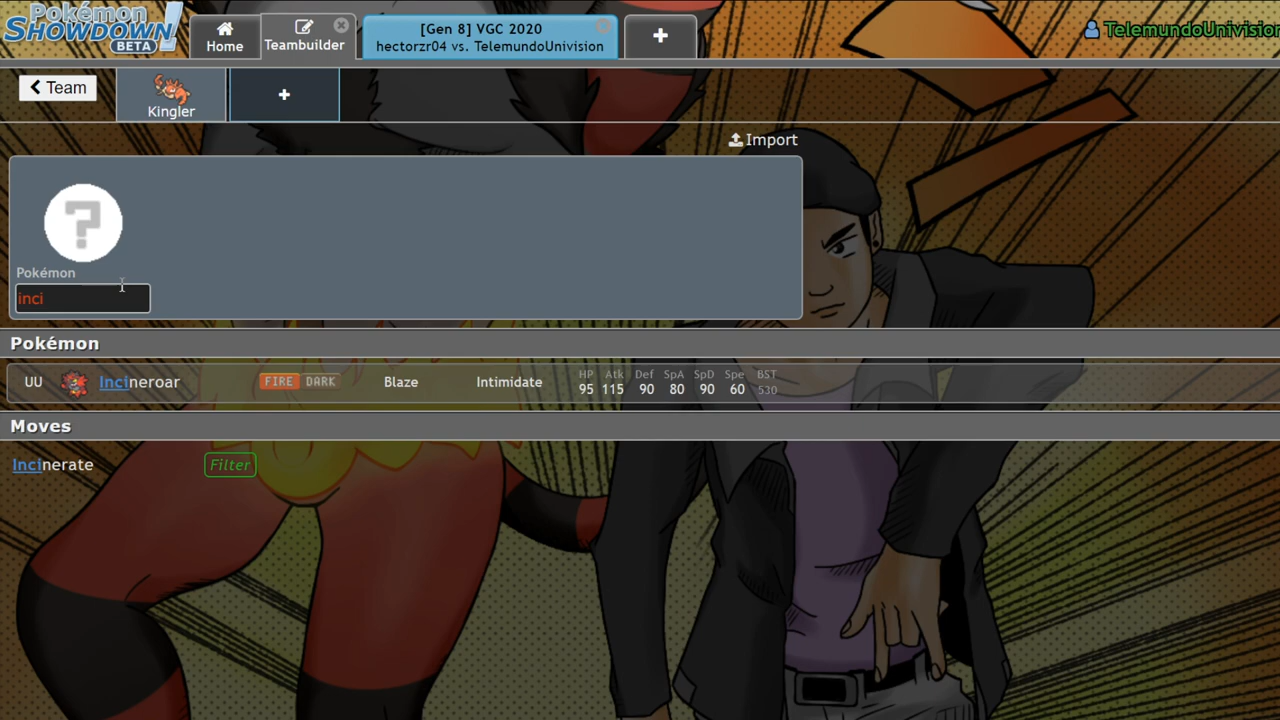 Pokémon
SHOWDOWN!
BETA
Home
Teambuilder
[Gen 8] VGC 2020
hectorzr04 vs. TelemundoUnivision
+
TelemundoUnivision
Team
Kingler
+
Import
?
Pokémon
inci
Pokémon
HP Atk Def SpA SpD Spe BST
UU Incineroar FIRE DARK Blaze Intimidate 95 115 90 80 90 60 530
Moves
Incinerate Filter